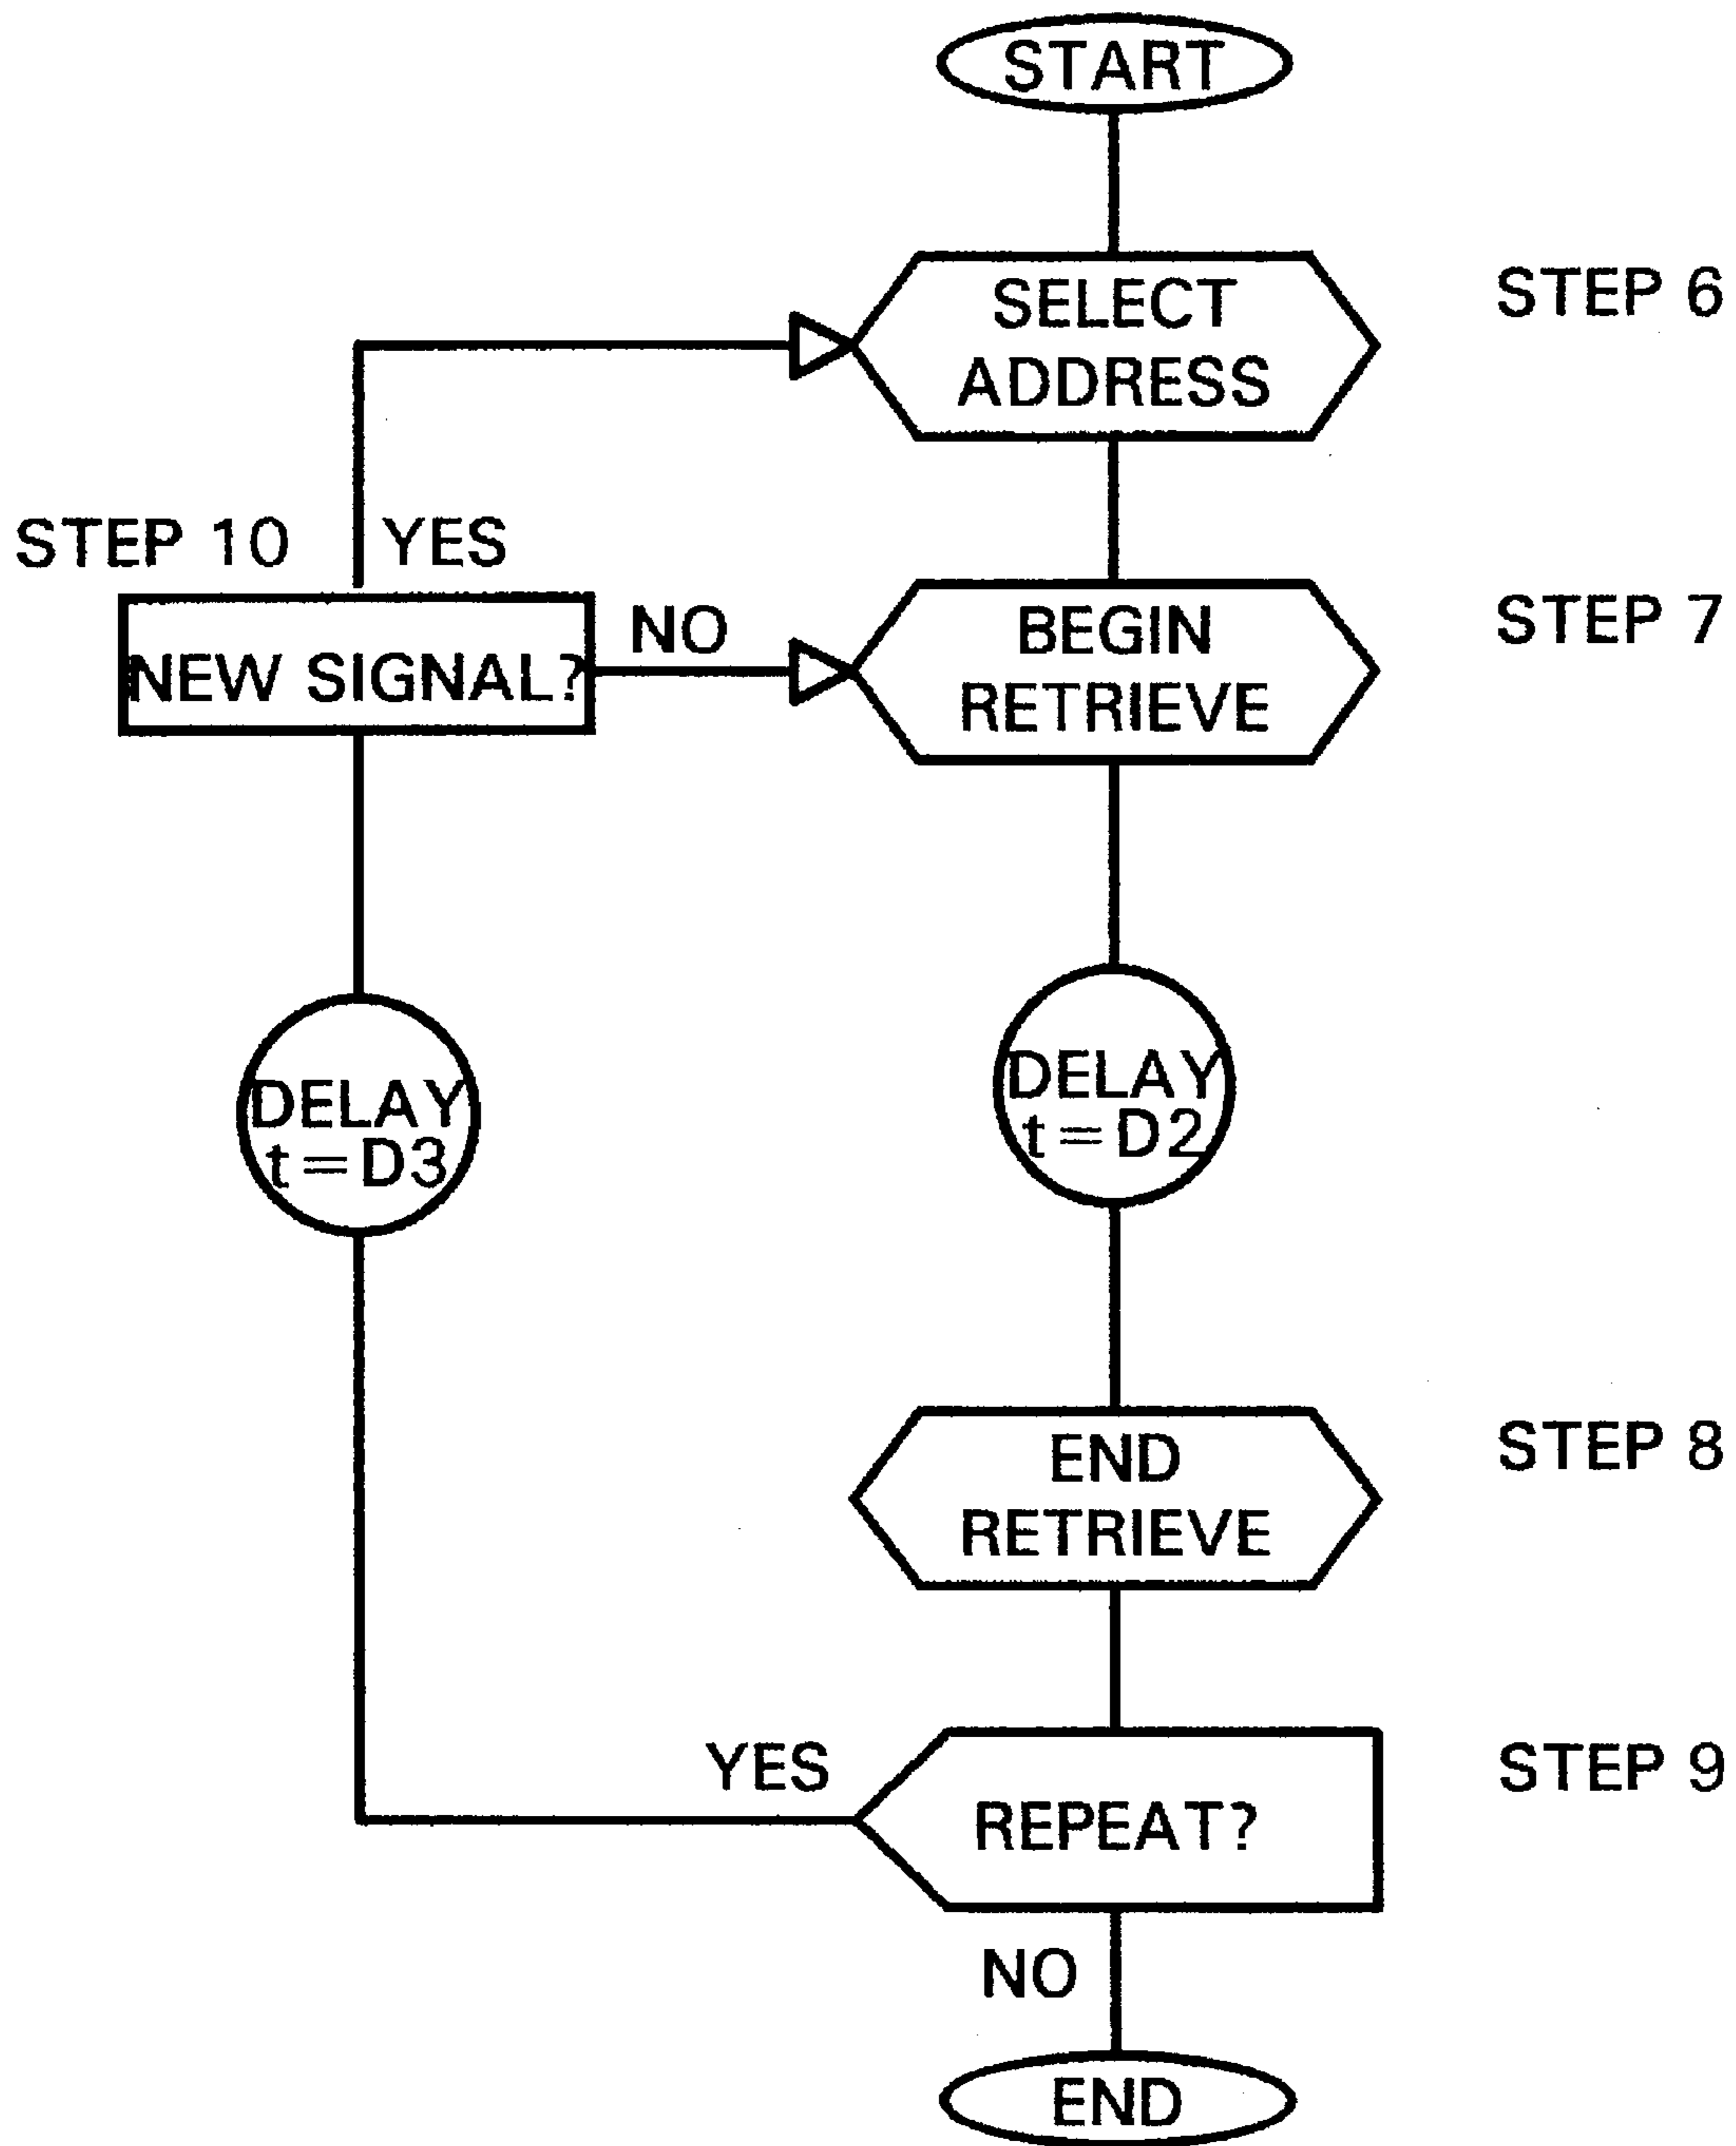 START
SELECT
ADDRESS
STEP 6
STEP 10
YES
NEW SIGNAL?
NO
BEGIN
RETRIEVE
STEP 7
DELAY
t=D3
DELAY
t=D2
END
RETRIEVE
STEP 8
YES
REPEAT?
STEP 9
NO
END